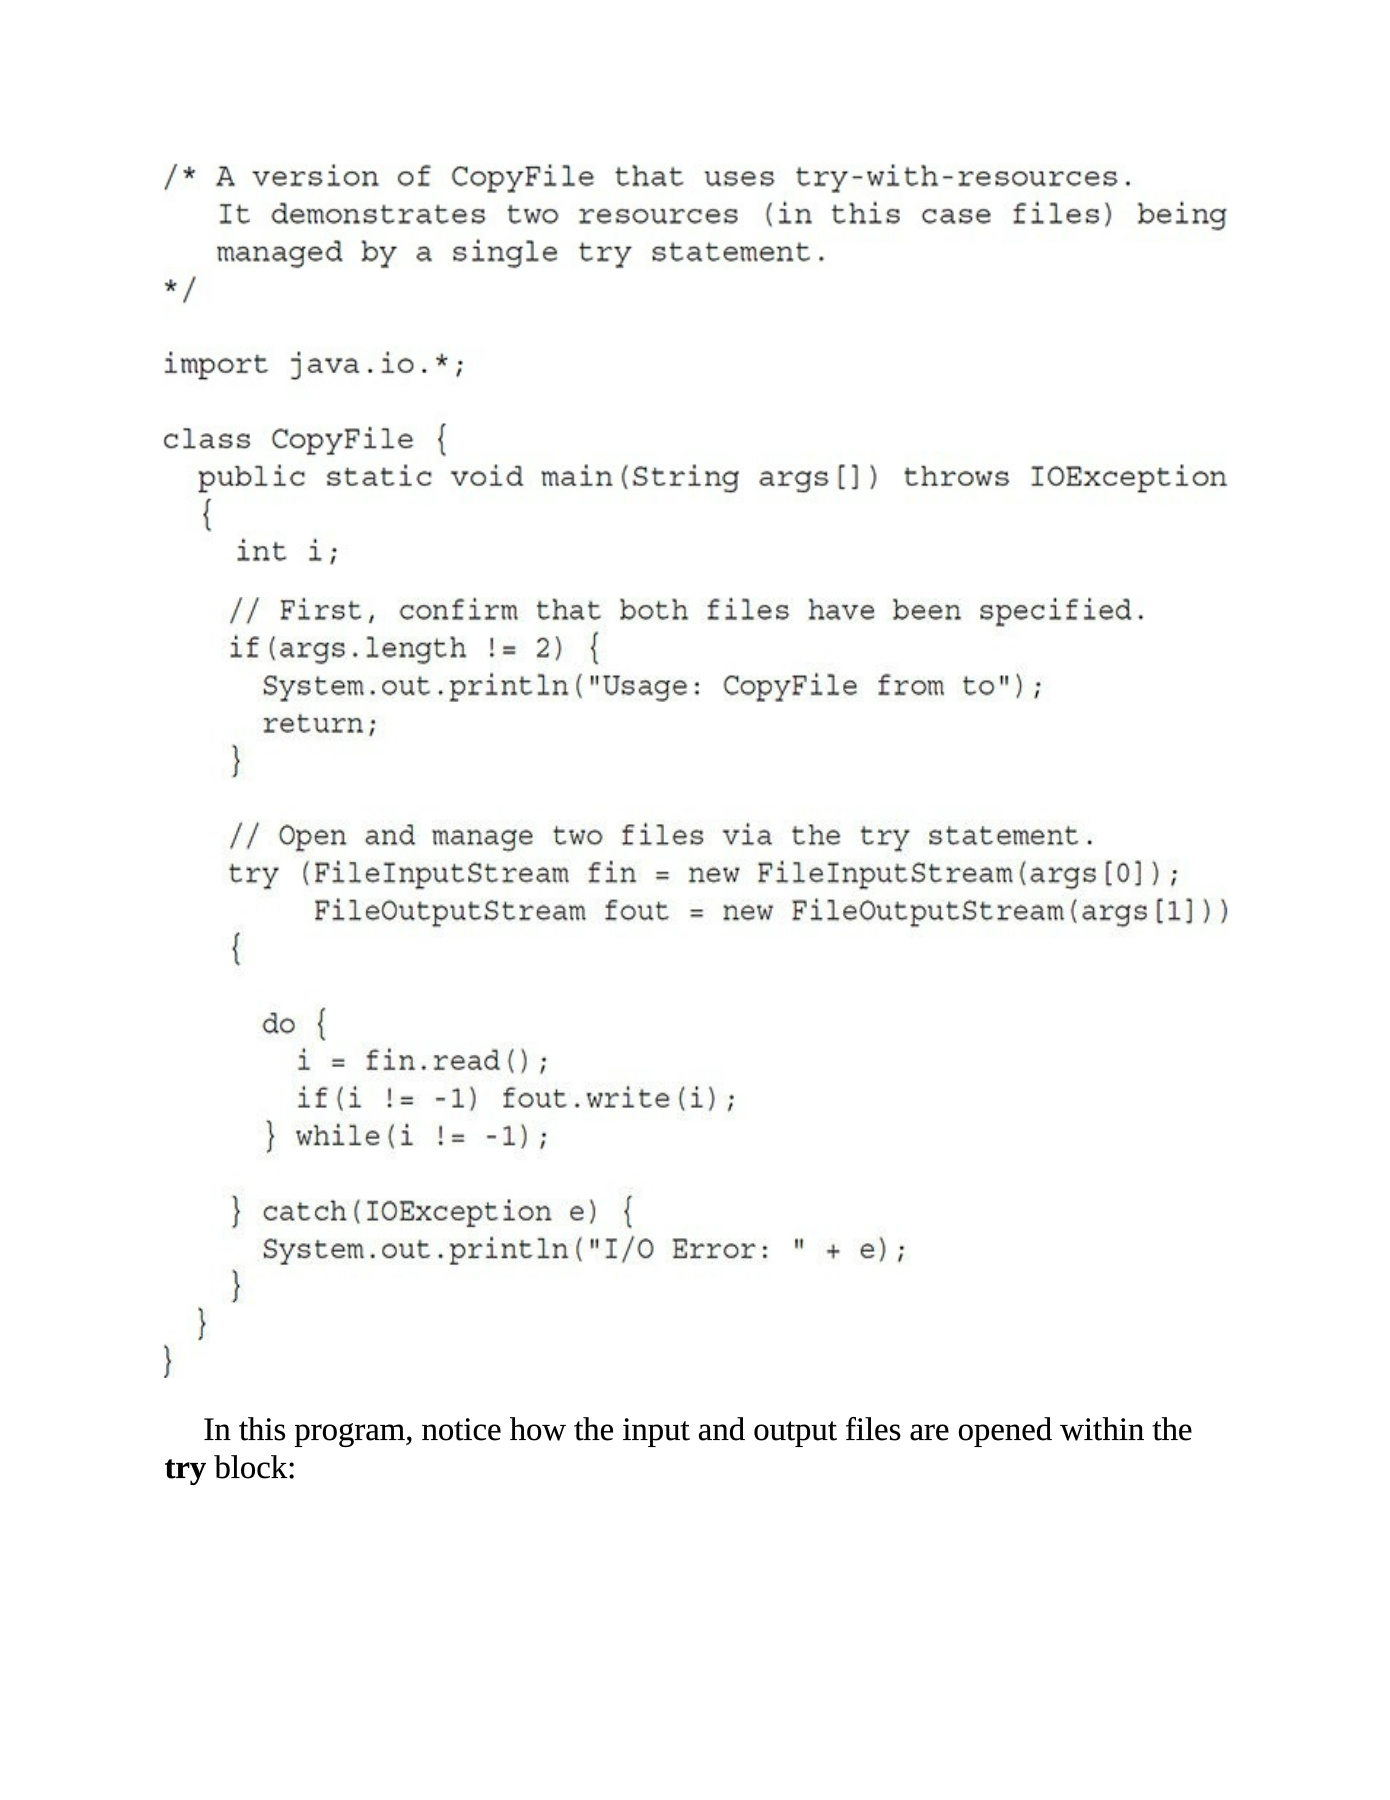 /* A version of CopyFile that uses try-with-resources.
   It demonstrates two resources (in this case files) being
   managed by a single try statement.
*/

import java.io.*;

class CopyFile {
  public static void main(String args[]) throws IOException
  {
    int i;

    // First, confirm that both files have been specified.
    if(args.length != 2) {
      System.out.println("Usage: CopyFile from to");
      return;
    }

    // Open and manage two files via the try statement.
    try (FileInputStream fin = new FileInputStream(args[0]);
         FileOutputStream fout = new FileOutputStream(args[1]))
    {

      do {
        i = fin.read();
        if(i != -1) fout.write(i);
      } while(i != -1);

    } catch(IOException e) {
      System.out.println("I/O Error: " + e);
    }
  }
}

In this program, notice how the input and output files are opened within the
try block: